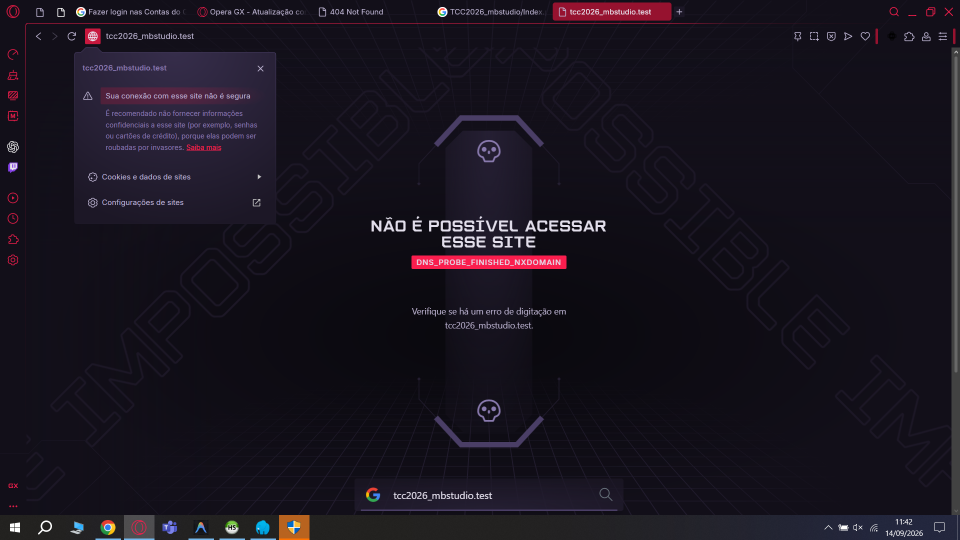 Fazer login nas Contas do
Opera GX - Atualização co
404 Not Found
TCC2026_mbstudio/Index.
tcc2026_mbstudio.test
tcc2026_mbstudio.test
tcc2026_mbstudio.test
Sua conexão com esse site não é segura
É recomendado não fornecer informações
confidenciais a esse site (por exemplo, senhas
ou cartões de crédito), porque elas podem ser
roubadas por invasores. Saiba mais
Cookies e dados de sites
Configurações de sites
IMPOSSIBLE
IMPOSSIBLE
NÃO É POSSÍVEL ACESSAR
ESSE SITE
DNS_PROBE_FINISHED_NXDOMAIN
Verifique se há um erro de digitação em
tcc2026_mbstudio.test.
tcc2026_mbstudio.test
GX
HS
11:42
14/09/2026